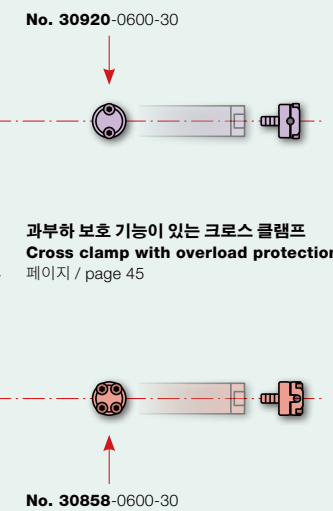 No. 30920-0600-30
과부하 보호 기능이 있는 크로스 클램프
Cross clamp with overload protection
페이지 / page 45
No. 30858-0600-30